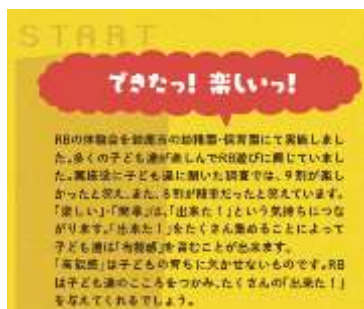 START
できたっ! 楽しいっ!
RBの体験会を釧路市の幼稚園・保育園にて実施しまし
た。多くの子ども達が楽しんでRB遊びに興じていまし
た。実施後に子ども達に聞いた調査では、9割が楽し
かったと答え、また、8割が簡単だったと答えています。
「楽しい」・「簡単」は、「出来た!」という気持ちにつな
がります。「出来た!」をたくさん集めることによって
子ども達は「有能感」を育むことが出来ます。
「有能感」は子どもの育ちに欠かせないものです。RB
は子ども達のこころをつかみ、たくさんの「出来た!」
を与えてくれるでしょう。